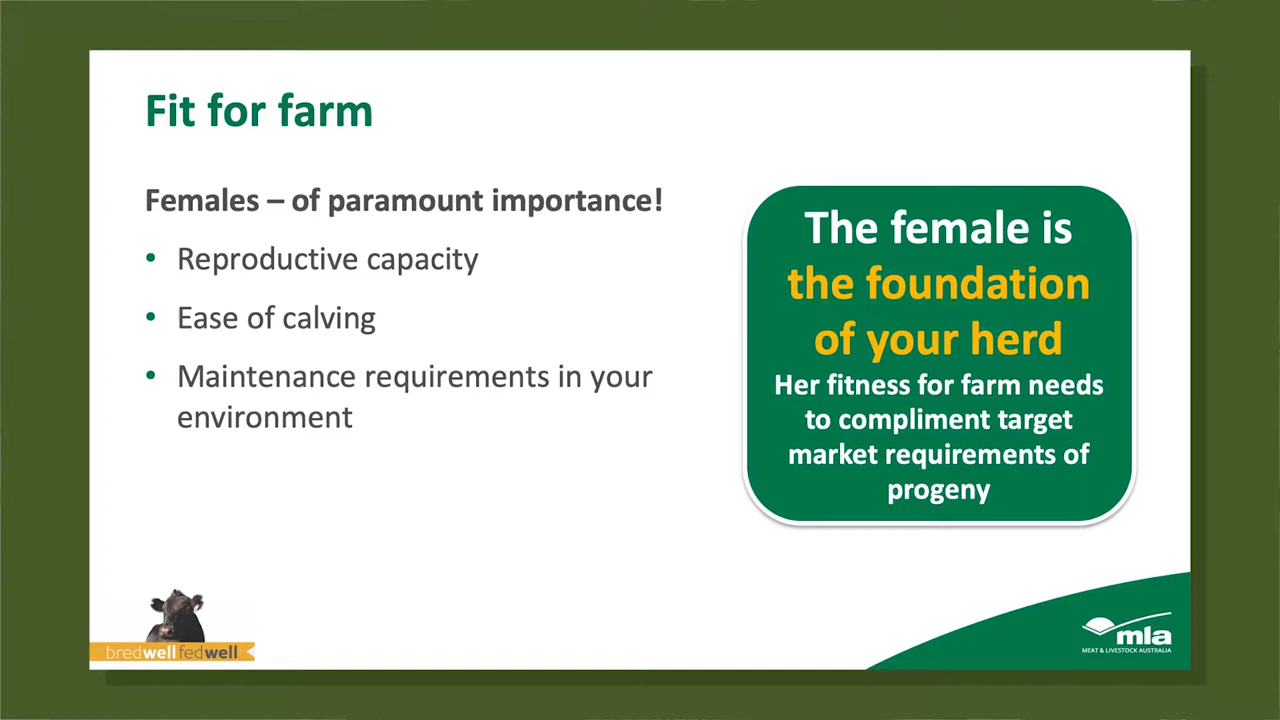 Fit for farm
Females – of paramount importance!
• Reproductive capacity
• Ease of calving
• Maintenance requirements in your
environment
The female is
the foundation
of your herd
Her fitness for farm needs
to compliment target
market requirements of
progeny
bredwellfedwell
mla
MEAT & LIVESTOCK AUSTRALIA